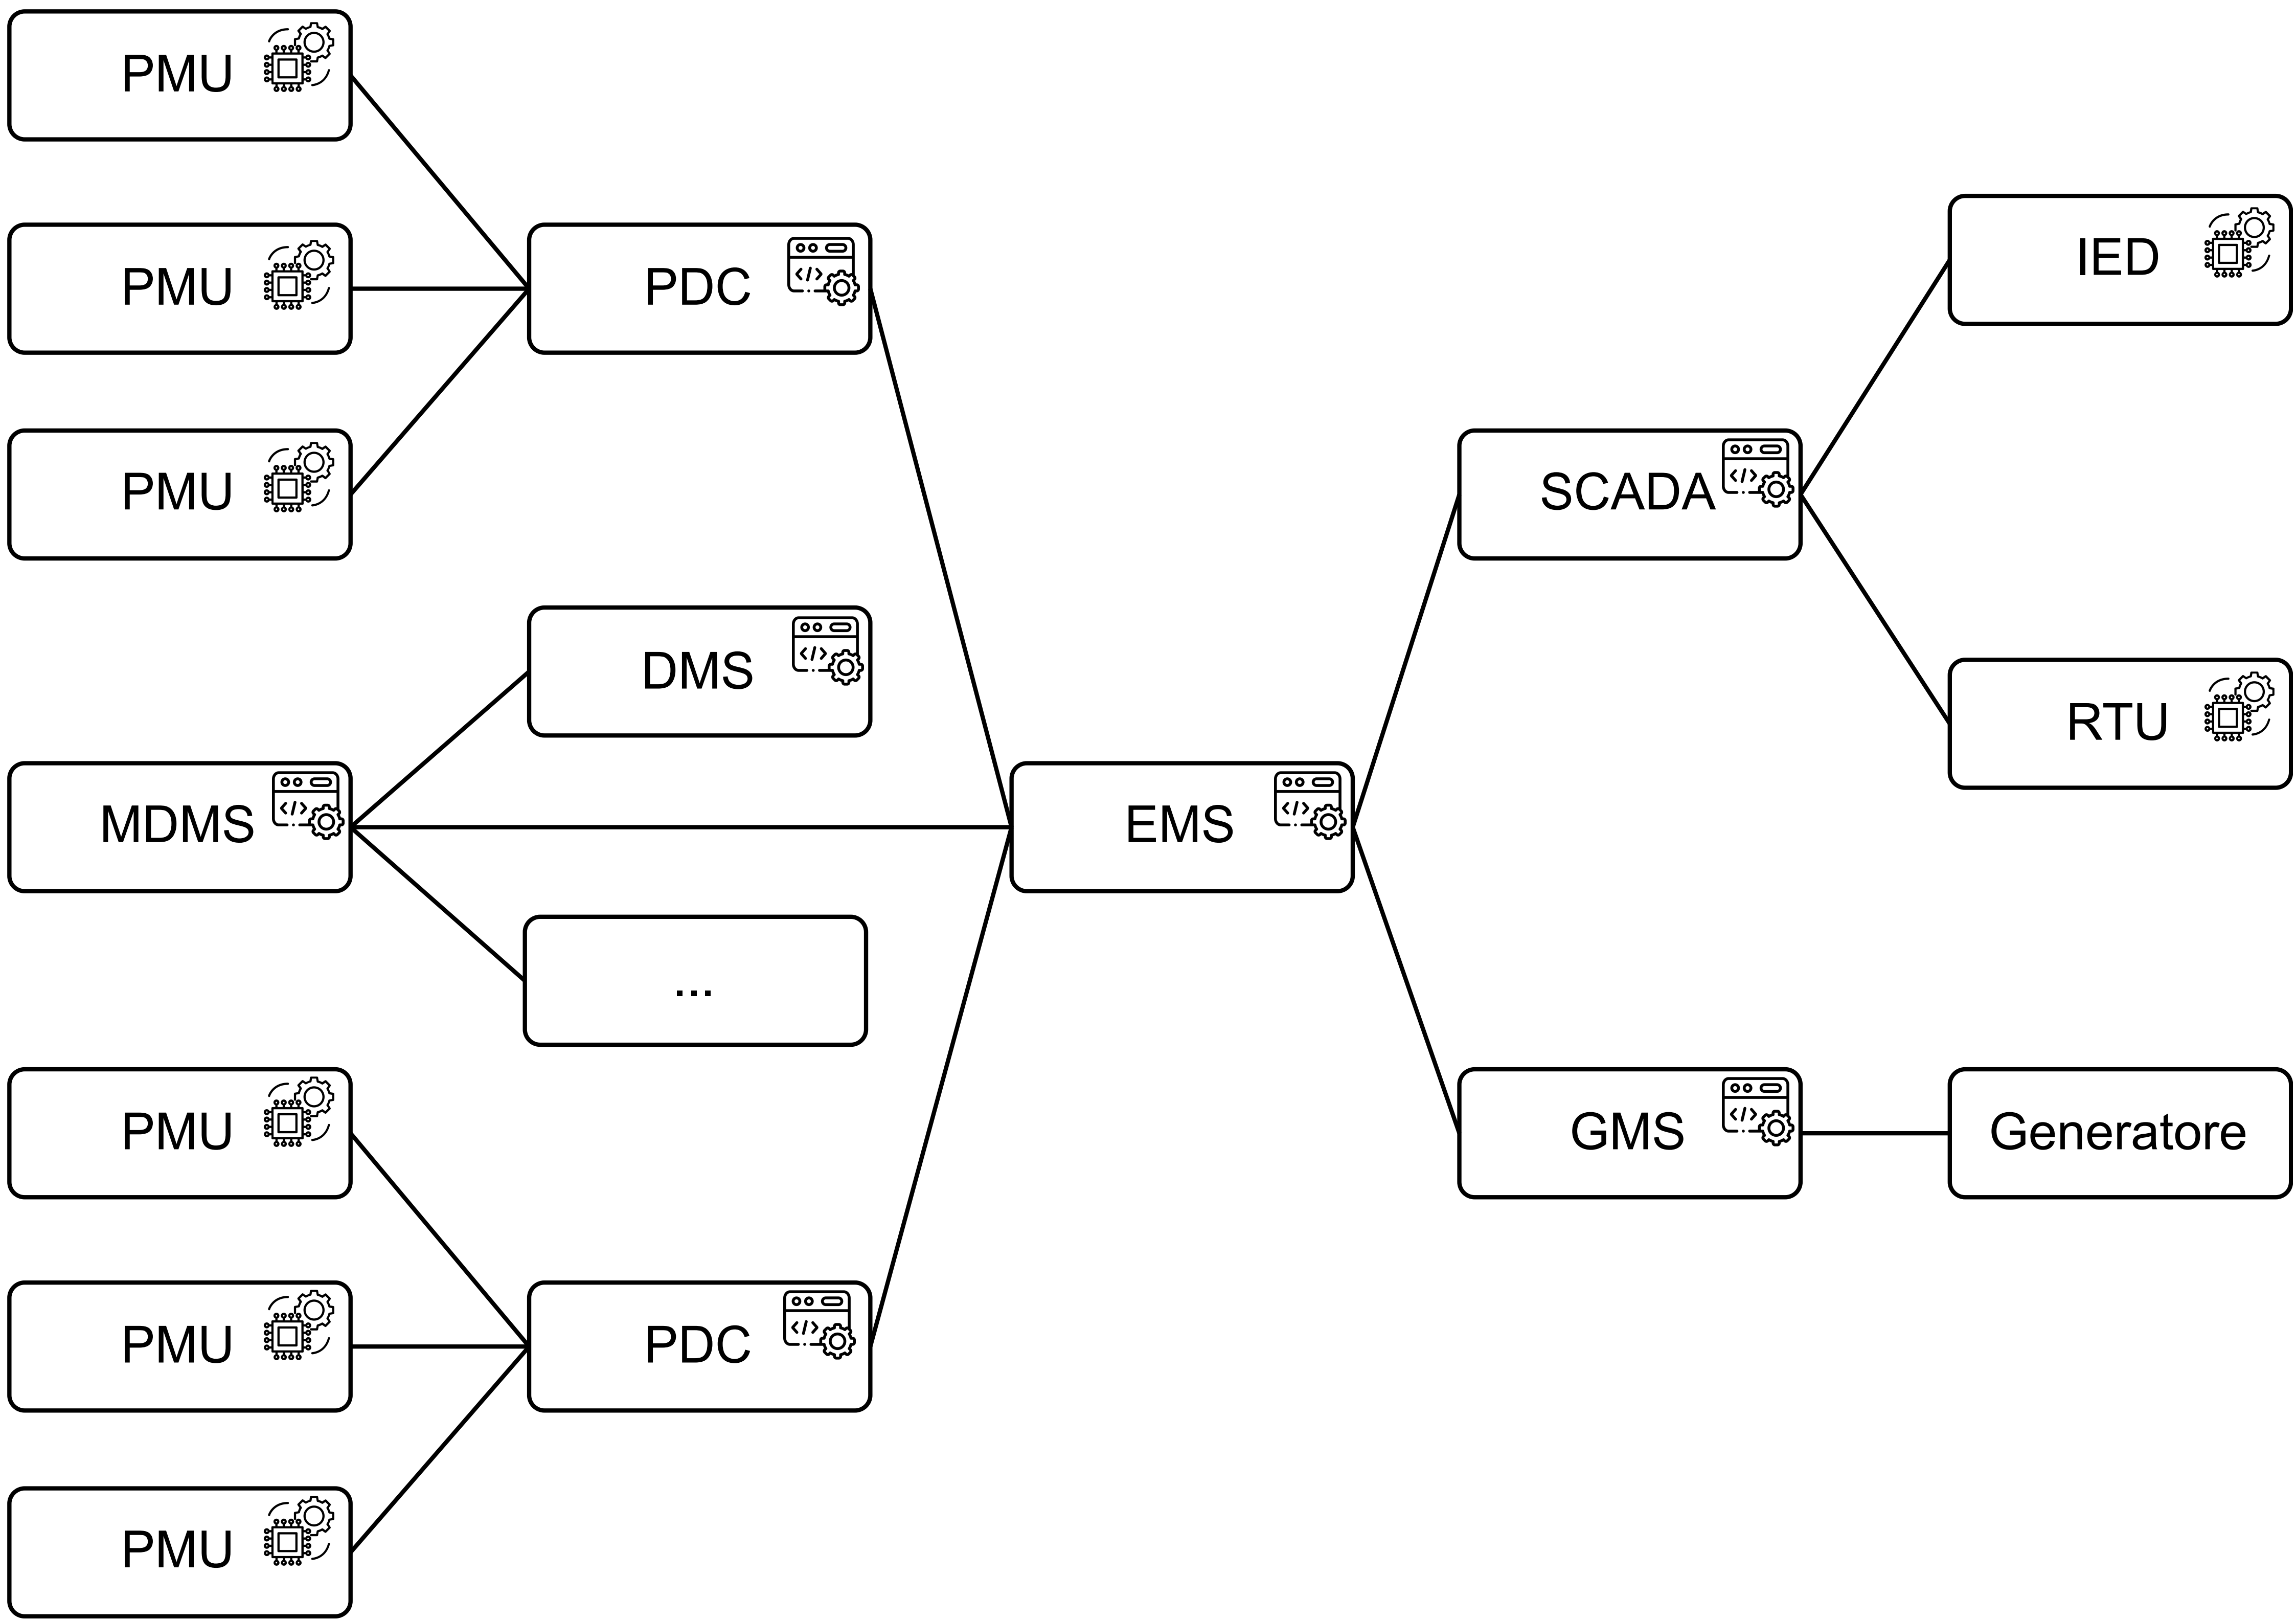 PMU
PMU
PDC
IED
PMU
SCADA
DMS
RTU
MDMS
EMS
...
PMU
GMS
Generatore
PMU
PDC
PMU